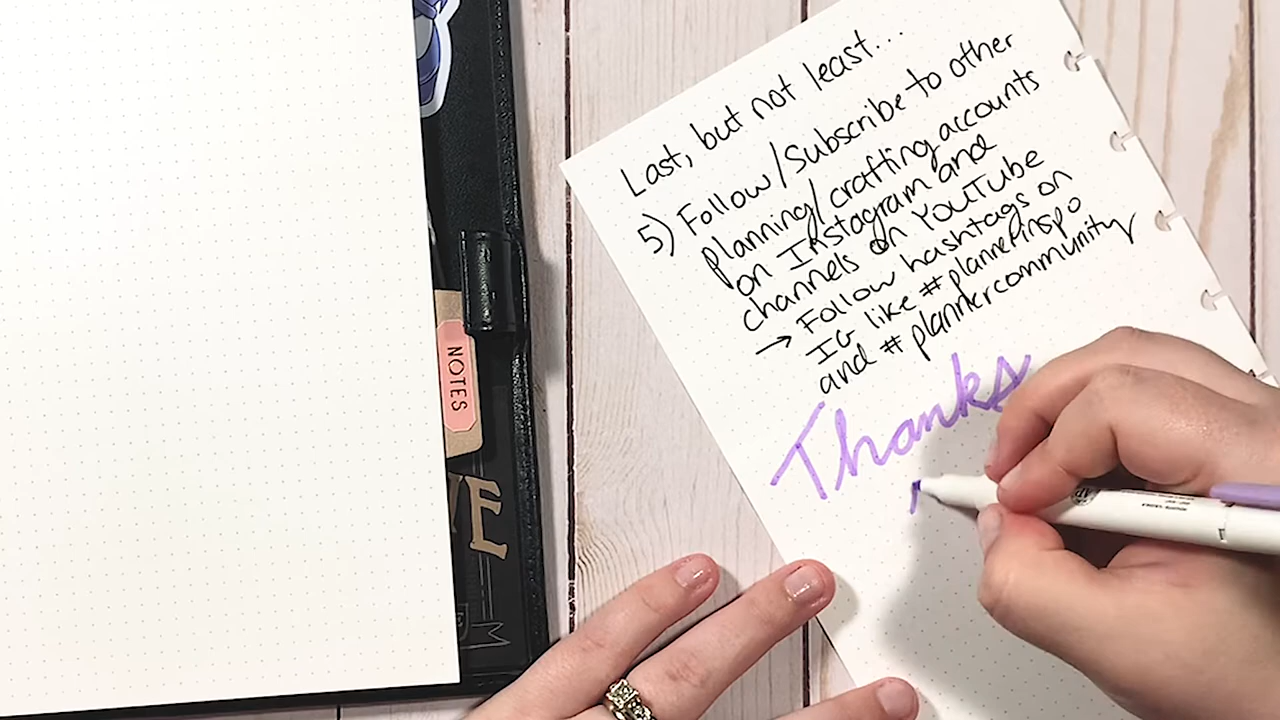 Last, but not least...
5) Follow/Subscribe to other
planning/crafting accounts
on Instagram and
channels on YouTube
→ Follow hashtags on
IG like #plannerinspo
and #plannercommunity
Thanks
NOTES